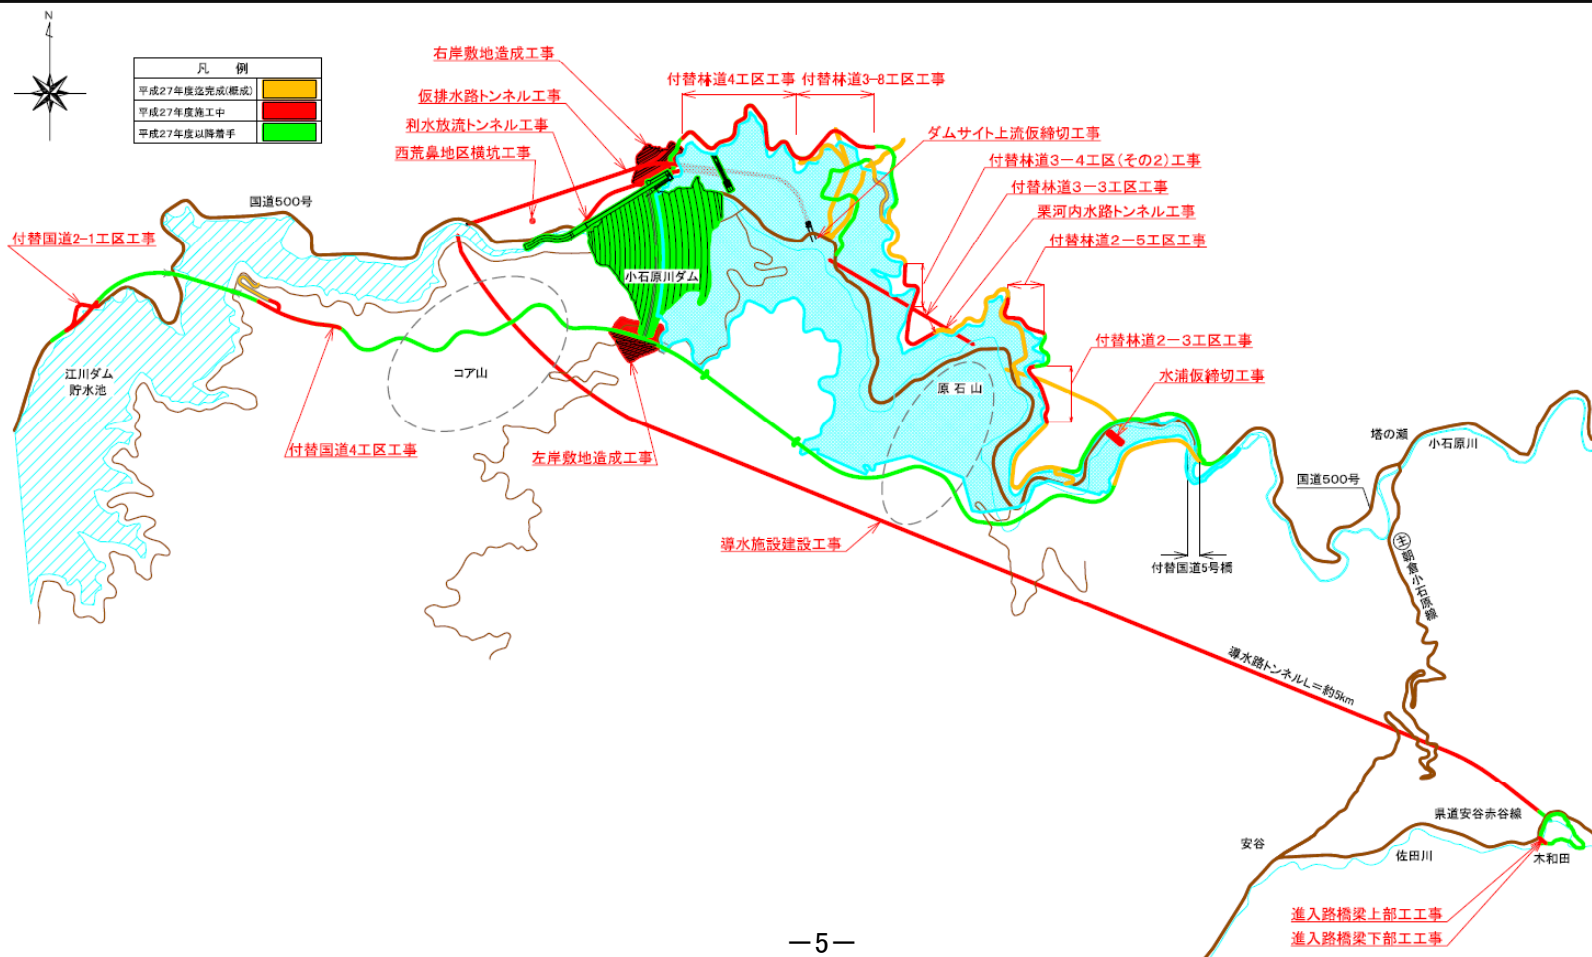 N
凡 例
平成27年度迄完成(概成)
平成27年度施工中
平成27年度以降着手
右岸敷地造成工事
仮排水路トンネル工事
利水放流トンネル工事
西荒鼻地区横坑工事
付替林道4工区工事
付替林道3-8工区工事
ダムサイト上流仮締切工事
付替林道3-4工区(その2)工事
付替林道3-3工区工事
栗河内水路トンネル工事
付替林道2-5工区工事
国道500号
付替国道2-1工区工事
小石原川ダム
付替林道2-3工区工事
水浦仮締切工事
江川ダム
貯水池
コア山
原石山
付替国道4工区工事
左岸敷地造成工事
塔の瀬
小石原川
国道500号
導水施設建設工事
付替国道5号橋
主 朝倉小石原線
導水路トンネルL=約5km
県道安谷赤谷線
安谷
佐田川
木和田
進入路橋梁上部工工事
進入路橋梁下部工工事
-5-